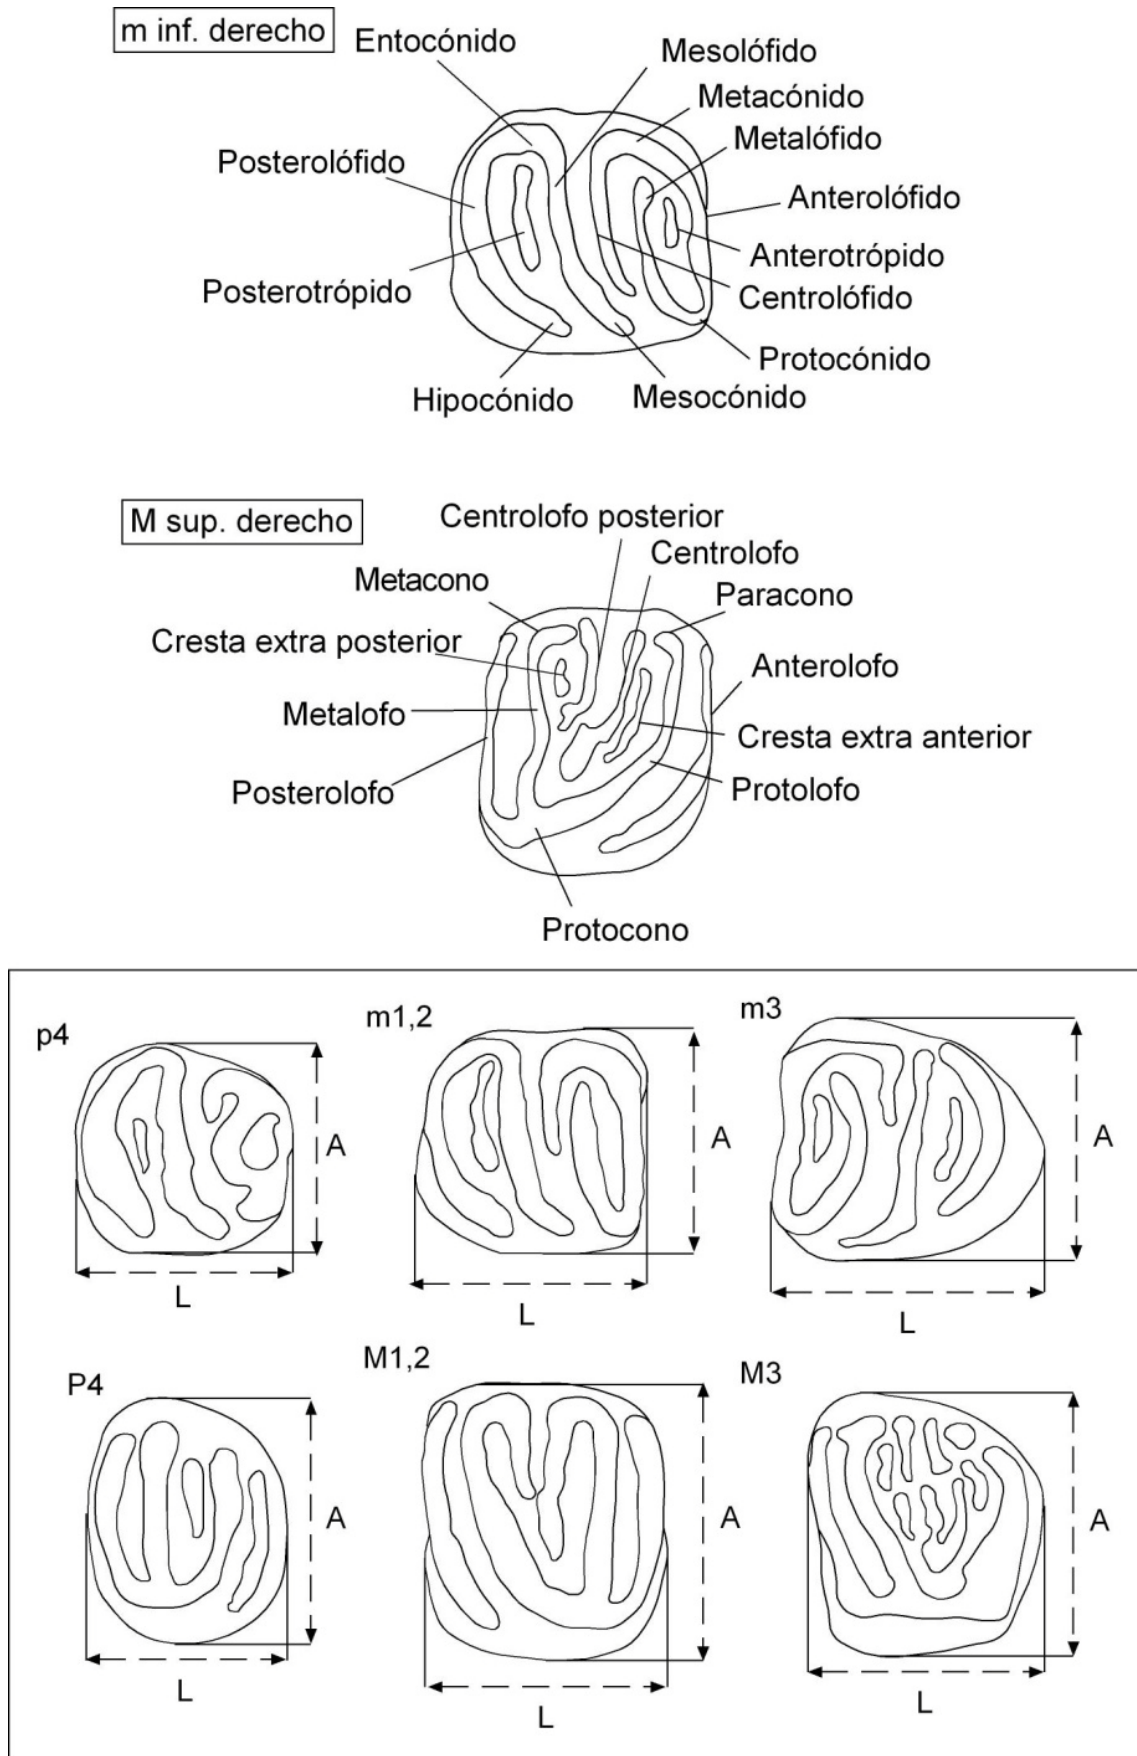 m inf. derecho
Entocónido
Mesolófido
Metacónido
Metalófido
Posterolófido
Anterolófido
Anterotrópido
Posterotrópido
Centrolófido
Protocónido
Hipocónido
Mesocónido
M sup. derecho
Centrolofo posterior
Centrolofo
Metacono
Paracono
Cresta extra posterior
Anterolofo
Metalofo
Cresta extra anterior
Posterolofo
Protolofo
Protocono
p4
m1,2
m3
A
A
A
L
L
L
P4
M1,2
M3
A
A
A
L
L
L